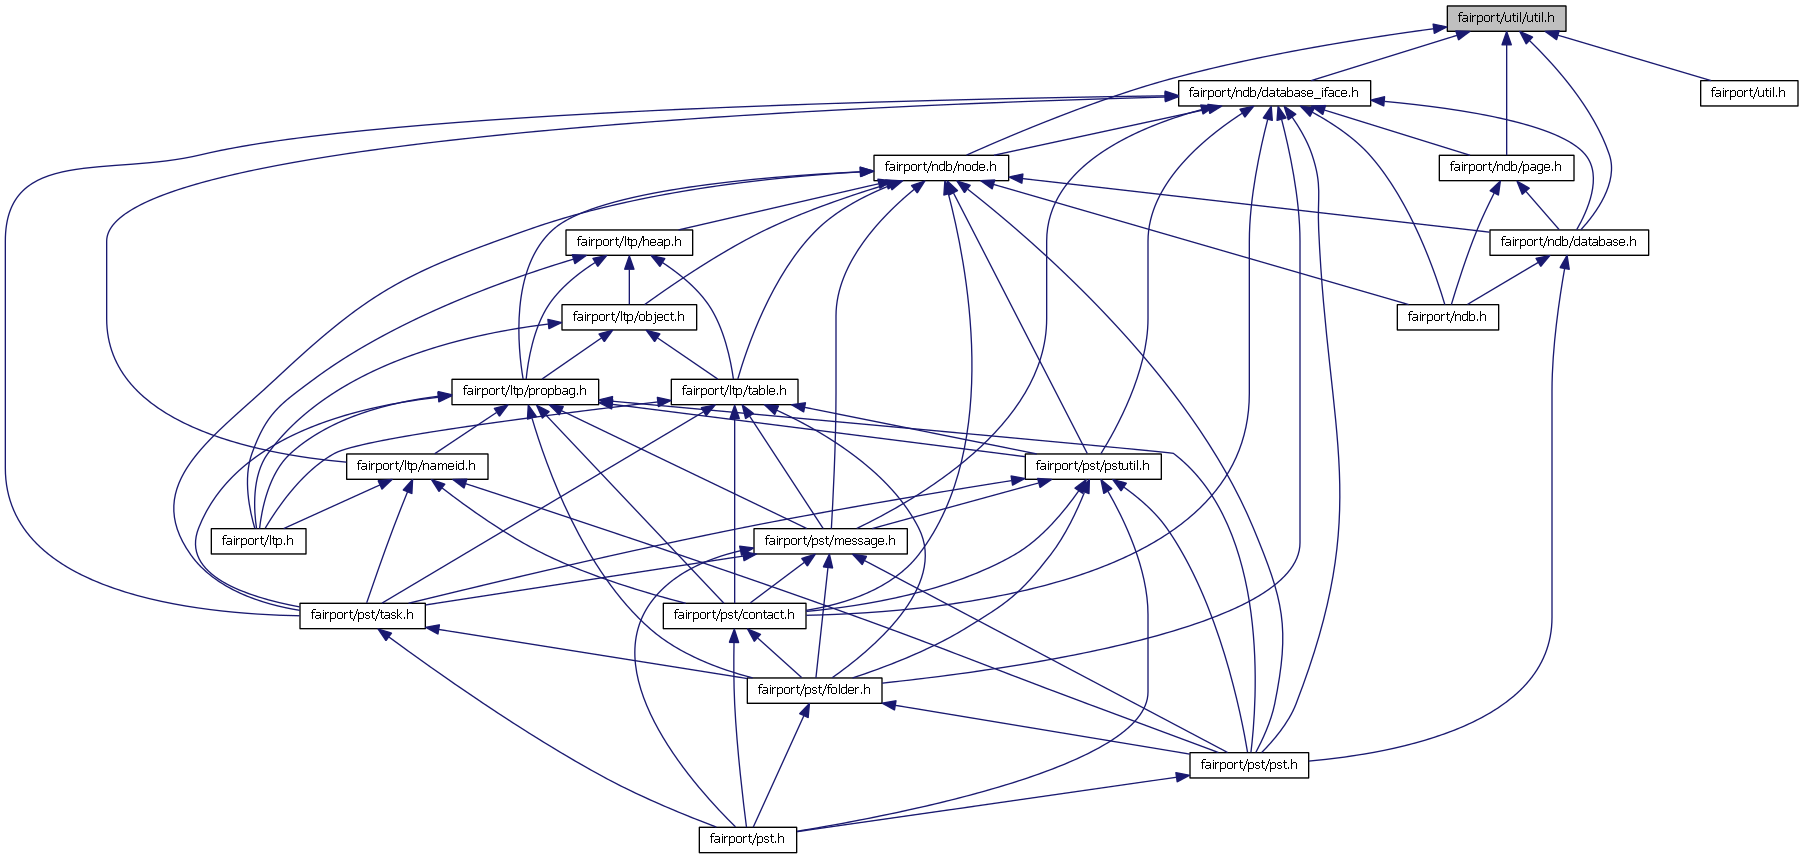 fairport/util/util.h
fairport/ndb/database_iface.h
fairport/util.h
fairport/ndb/node.h
fairport/ndb/page.h
fairport/ltp/heap.h
fairport/ndb/database.h
fairport/ltp/object.h
fairport/ndb.h
fairport/ltp/propbag.h
fairport/ltp/table.h
fairport/ltp/nameid.h
fairport/pst/pstutil.h
fairport/ltp.h
fairport/pst/message.h
fairport/pst/task.h
fairport/pst/contact.h
fairport/pst/folder.h
fairport/pst/pst.h
fairport/pst.h